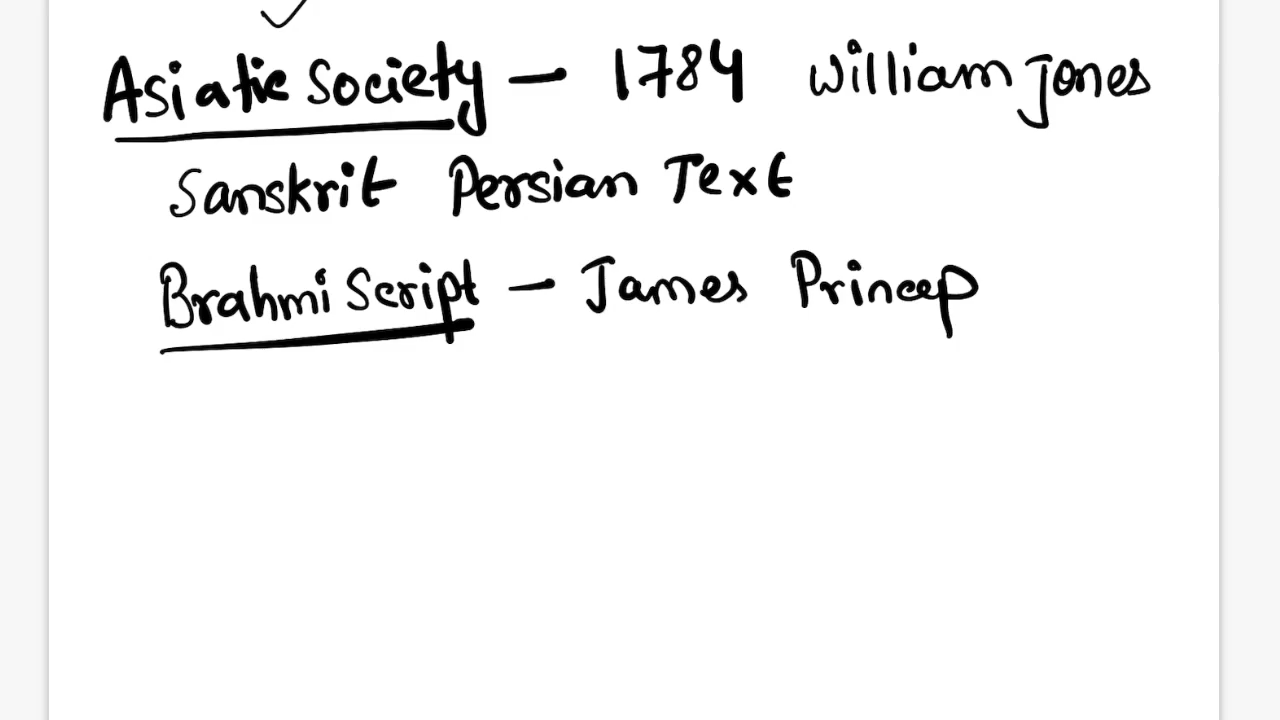 Asiatic Society — 1784 William Jones
Sanskrit Persian Text
Brahmi Script — James Princep